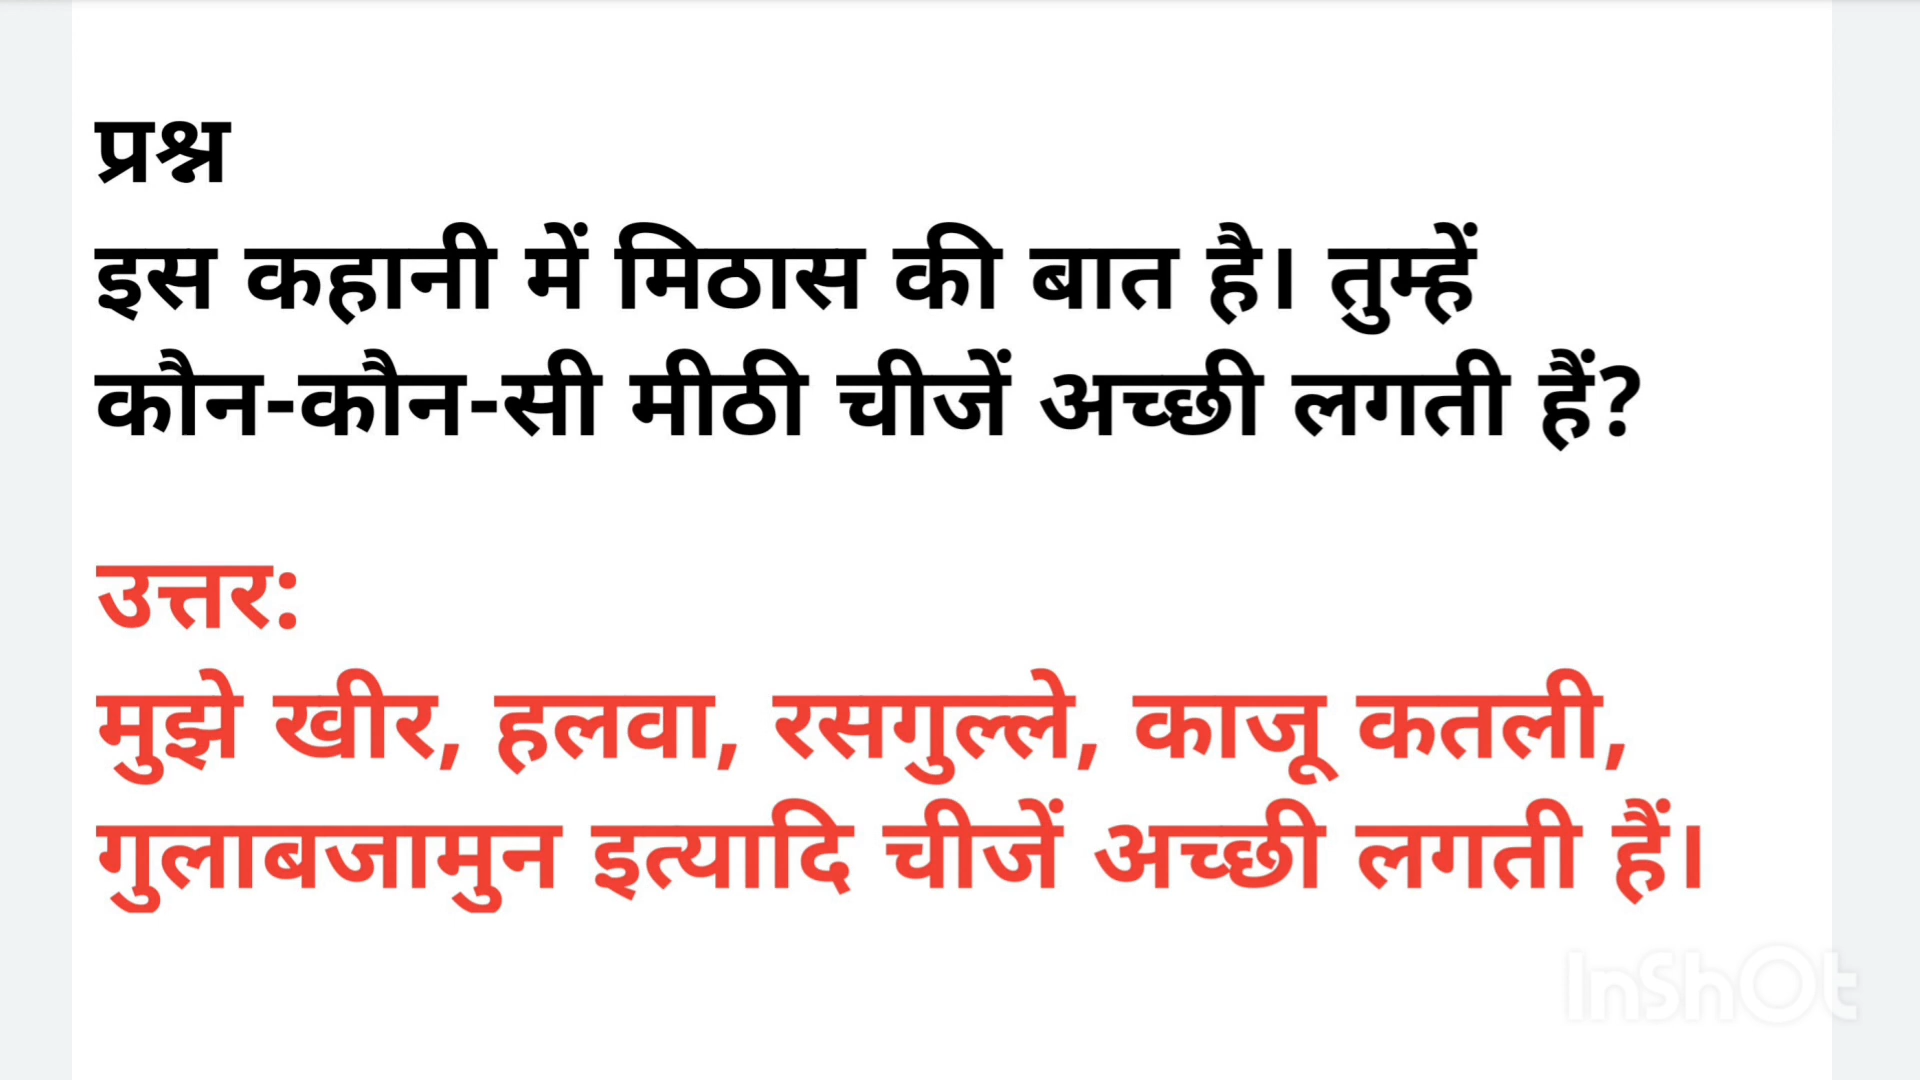 प्रश्न
इस कहानी में मिठास की बात है। तुम्हें
कौन-कौन-सी मीठी चीजें अच्छी लगती हैं?
उत्तर:
मुझे खीर, हलवा, रसगुल्ले, काजू कतली,
गुलाबजामुन इत्यादि चीजें अच्छी लगती हैं।
InShOt